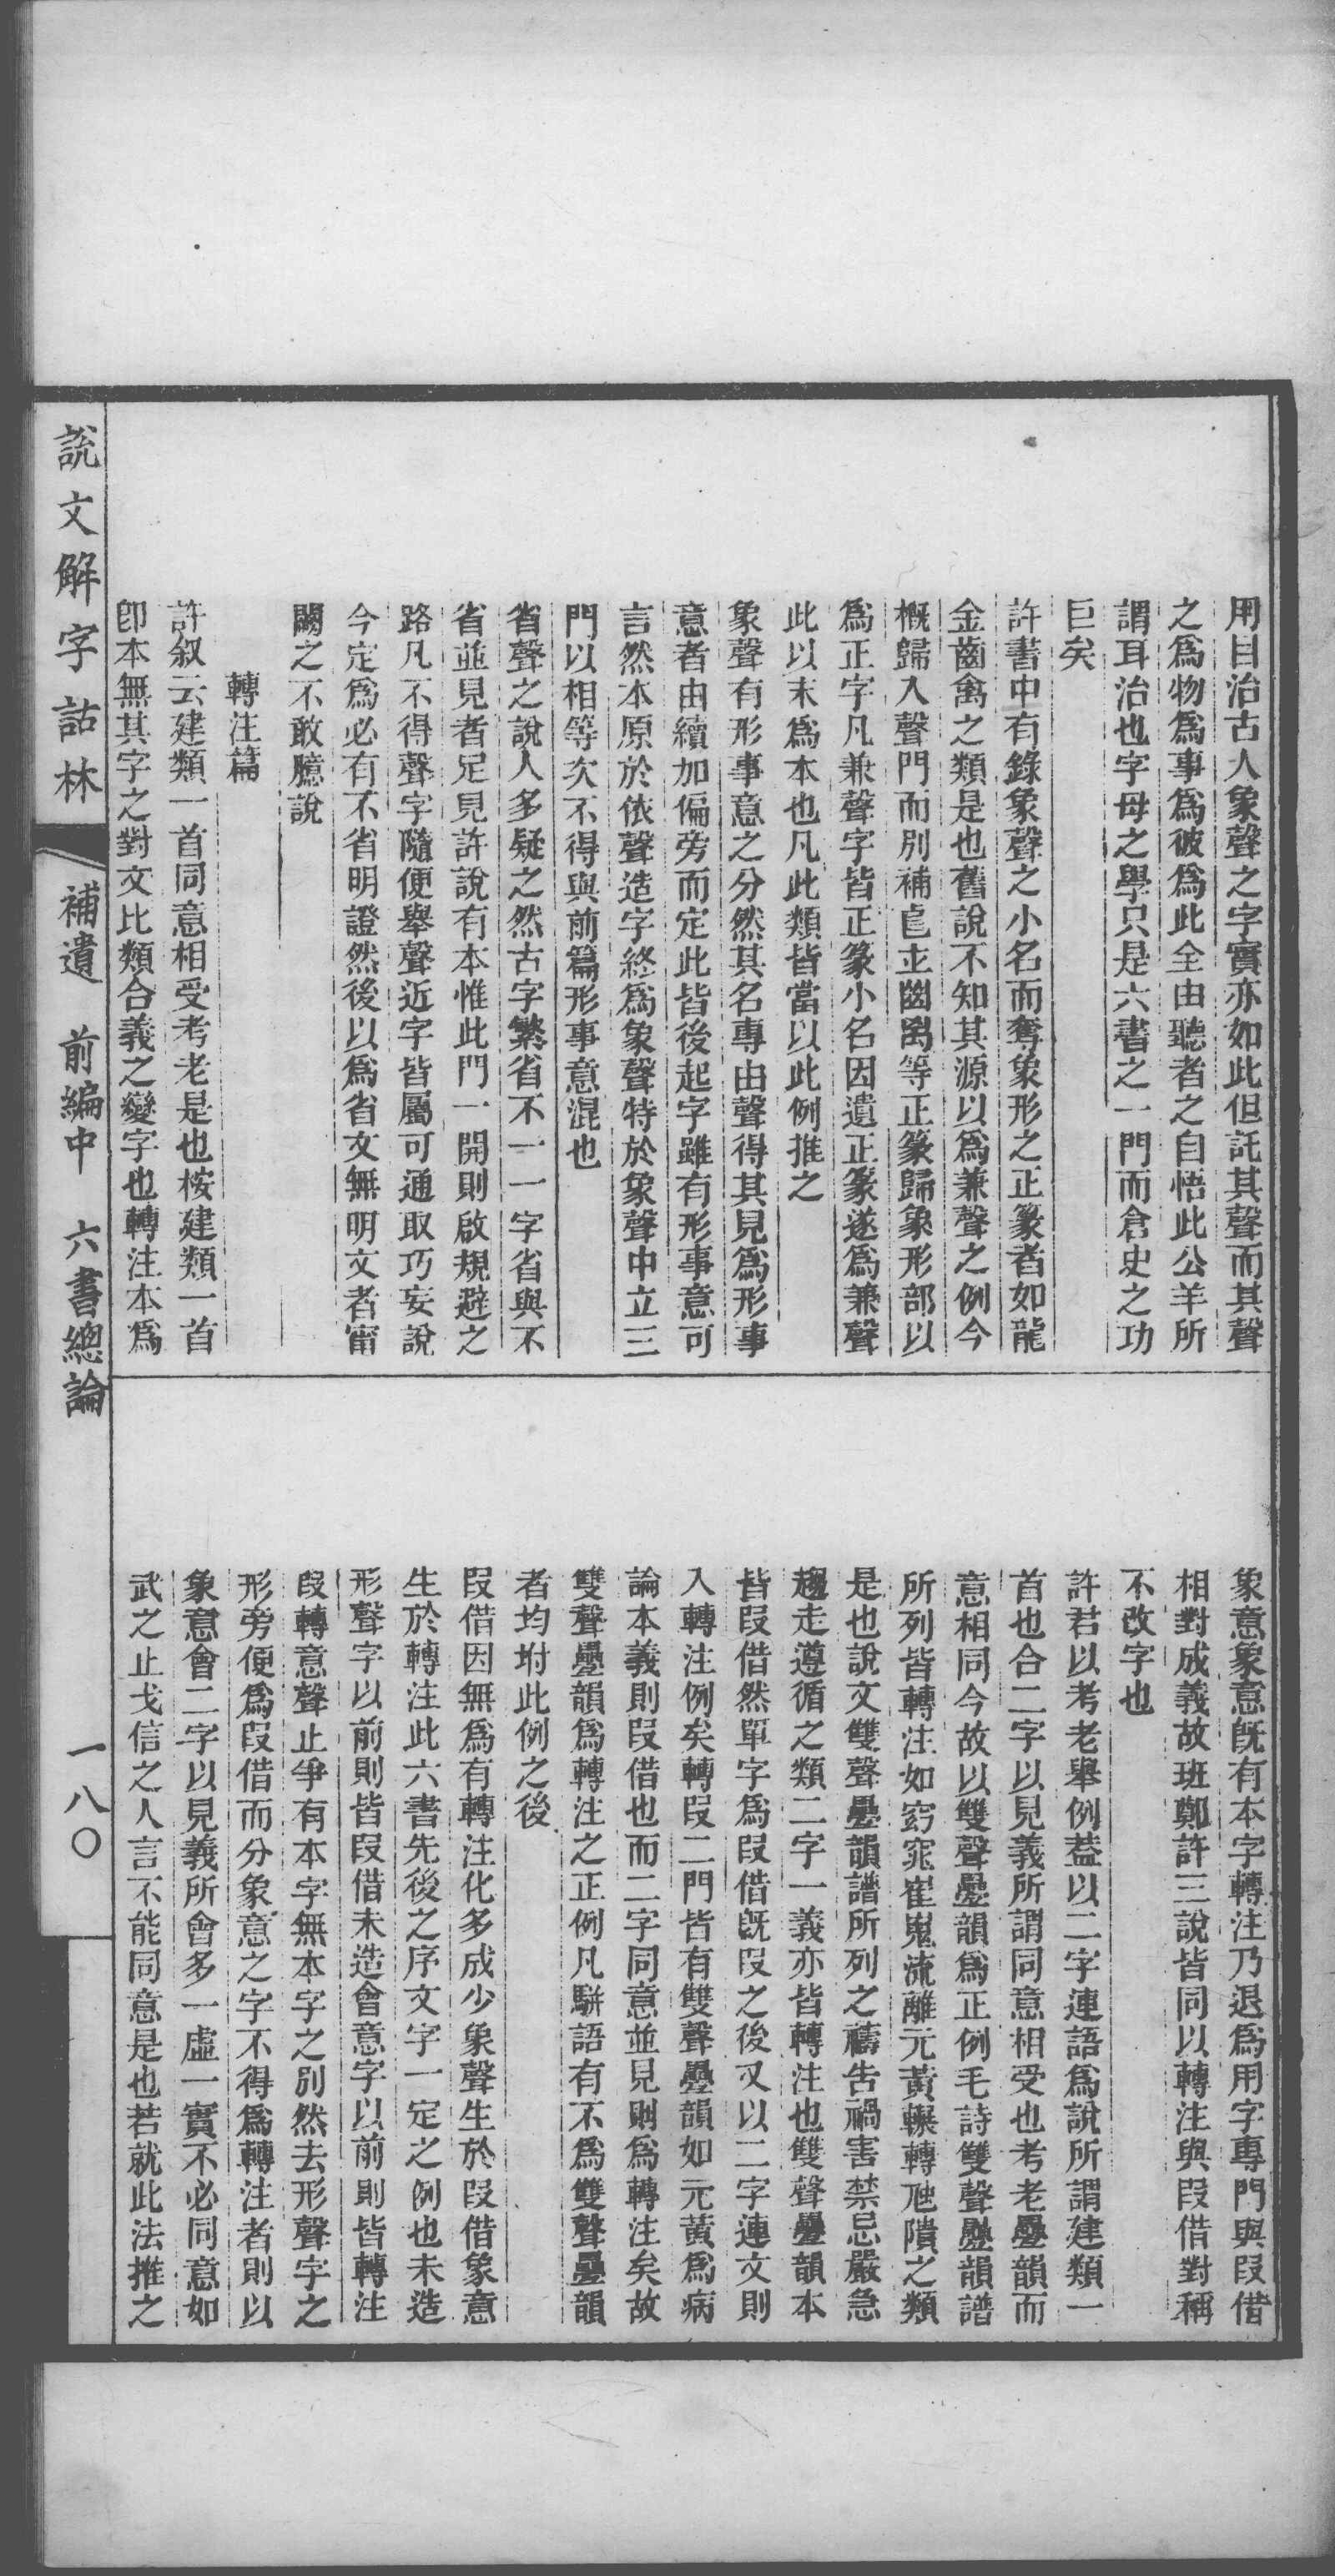 用目治古人象聲之字實亦如此但託其聲而其聲
之爲物爲事爲彼爲此全由聽者之自悟此公羊所
謂耳治也字母之學只是六書之一門而倉史之功
巨矣
許書中有錄象聲之小名而奪象形之正篆者如龍
金齒禽之類是也舊說不知其源以爲兼聲之例今
概歸入聲門而別補等正篆歸象形部以
爲正字凡兼聲字皆正篆小名因遺正篆遂爲兼聲
此以末爲本也凡此類皆當以此例推之
象聲有形事意之分然其名專由聲得其見爲形事
意者由續加偏旁而定此皆後起字雖有形事意可
言然本原於依聲造字終爲象聲特於象聲中立三
門以相等次不得與前篇形事意混也
省聲之說人多疑之然古字繁省不一一字省與不
省並見者足見許說有本惟此門一開則啟規避之
路凡不得聲字隨便舉聲近字皆屬可通取巧妄說
今定爲必有不省明證然後以爲省文無明文者甯
闕之不敢臆說
轉注篇
許叙云建類一首同意相受考老是也桉建類一首
卽本無其字之對文比類合義之變字也轉注本爲
象意象意旣有本字轉注乃退爲用字專門與叚借
相對成義故班鄭許三說皆同以轉注與叚借對稱
不改字也
許君以考老舉例葢以二字連語爲說所謂建類一
首也合二字以見義所謂同意相受也考老疊韻而
意相同今故以雙聲疊韻爲正例毛詩雙聲疊韻譜
所列皆轉注如窈窕崔嵬流離元黃輾轉虺隤之類
是也說文雙聲疊韻譜所列之禱告禍害禁忌嚴急
趨走遵循之類二字一義亦皆轉注也雙聲疊韻本
皆叚借然單字爲叚借旣叚之後又以二字連文則
入轉注例矣轉叚二門皆有雙聲疊韻如元黃爲病
論本義則叚借也而二字同意並見則爲轉注矣故
雙聲疊韻爲轉注之正例凡駢語有不爲雙聲疊韻
者均坿此例之後
叚借因無爲有轉注化多成少象聲生於叚借象意
生於轉注此六書先後之序文字一定之例也未造
形聲字以前則皆叚借未造會意字以前則皆轉注
叚轉意聲止爭有本字無本字之別然去形聲字之
形旁便爲叚借而分象意之字不得爲轉注者則以
象意會二字以見義所會多一虛一實不必同意如
武之止戈信之人言不能同意是也若就此法推之
說文解字詁林　補遺　前編中　六書總論　一八〇